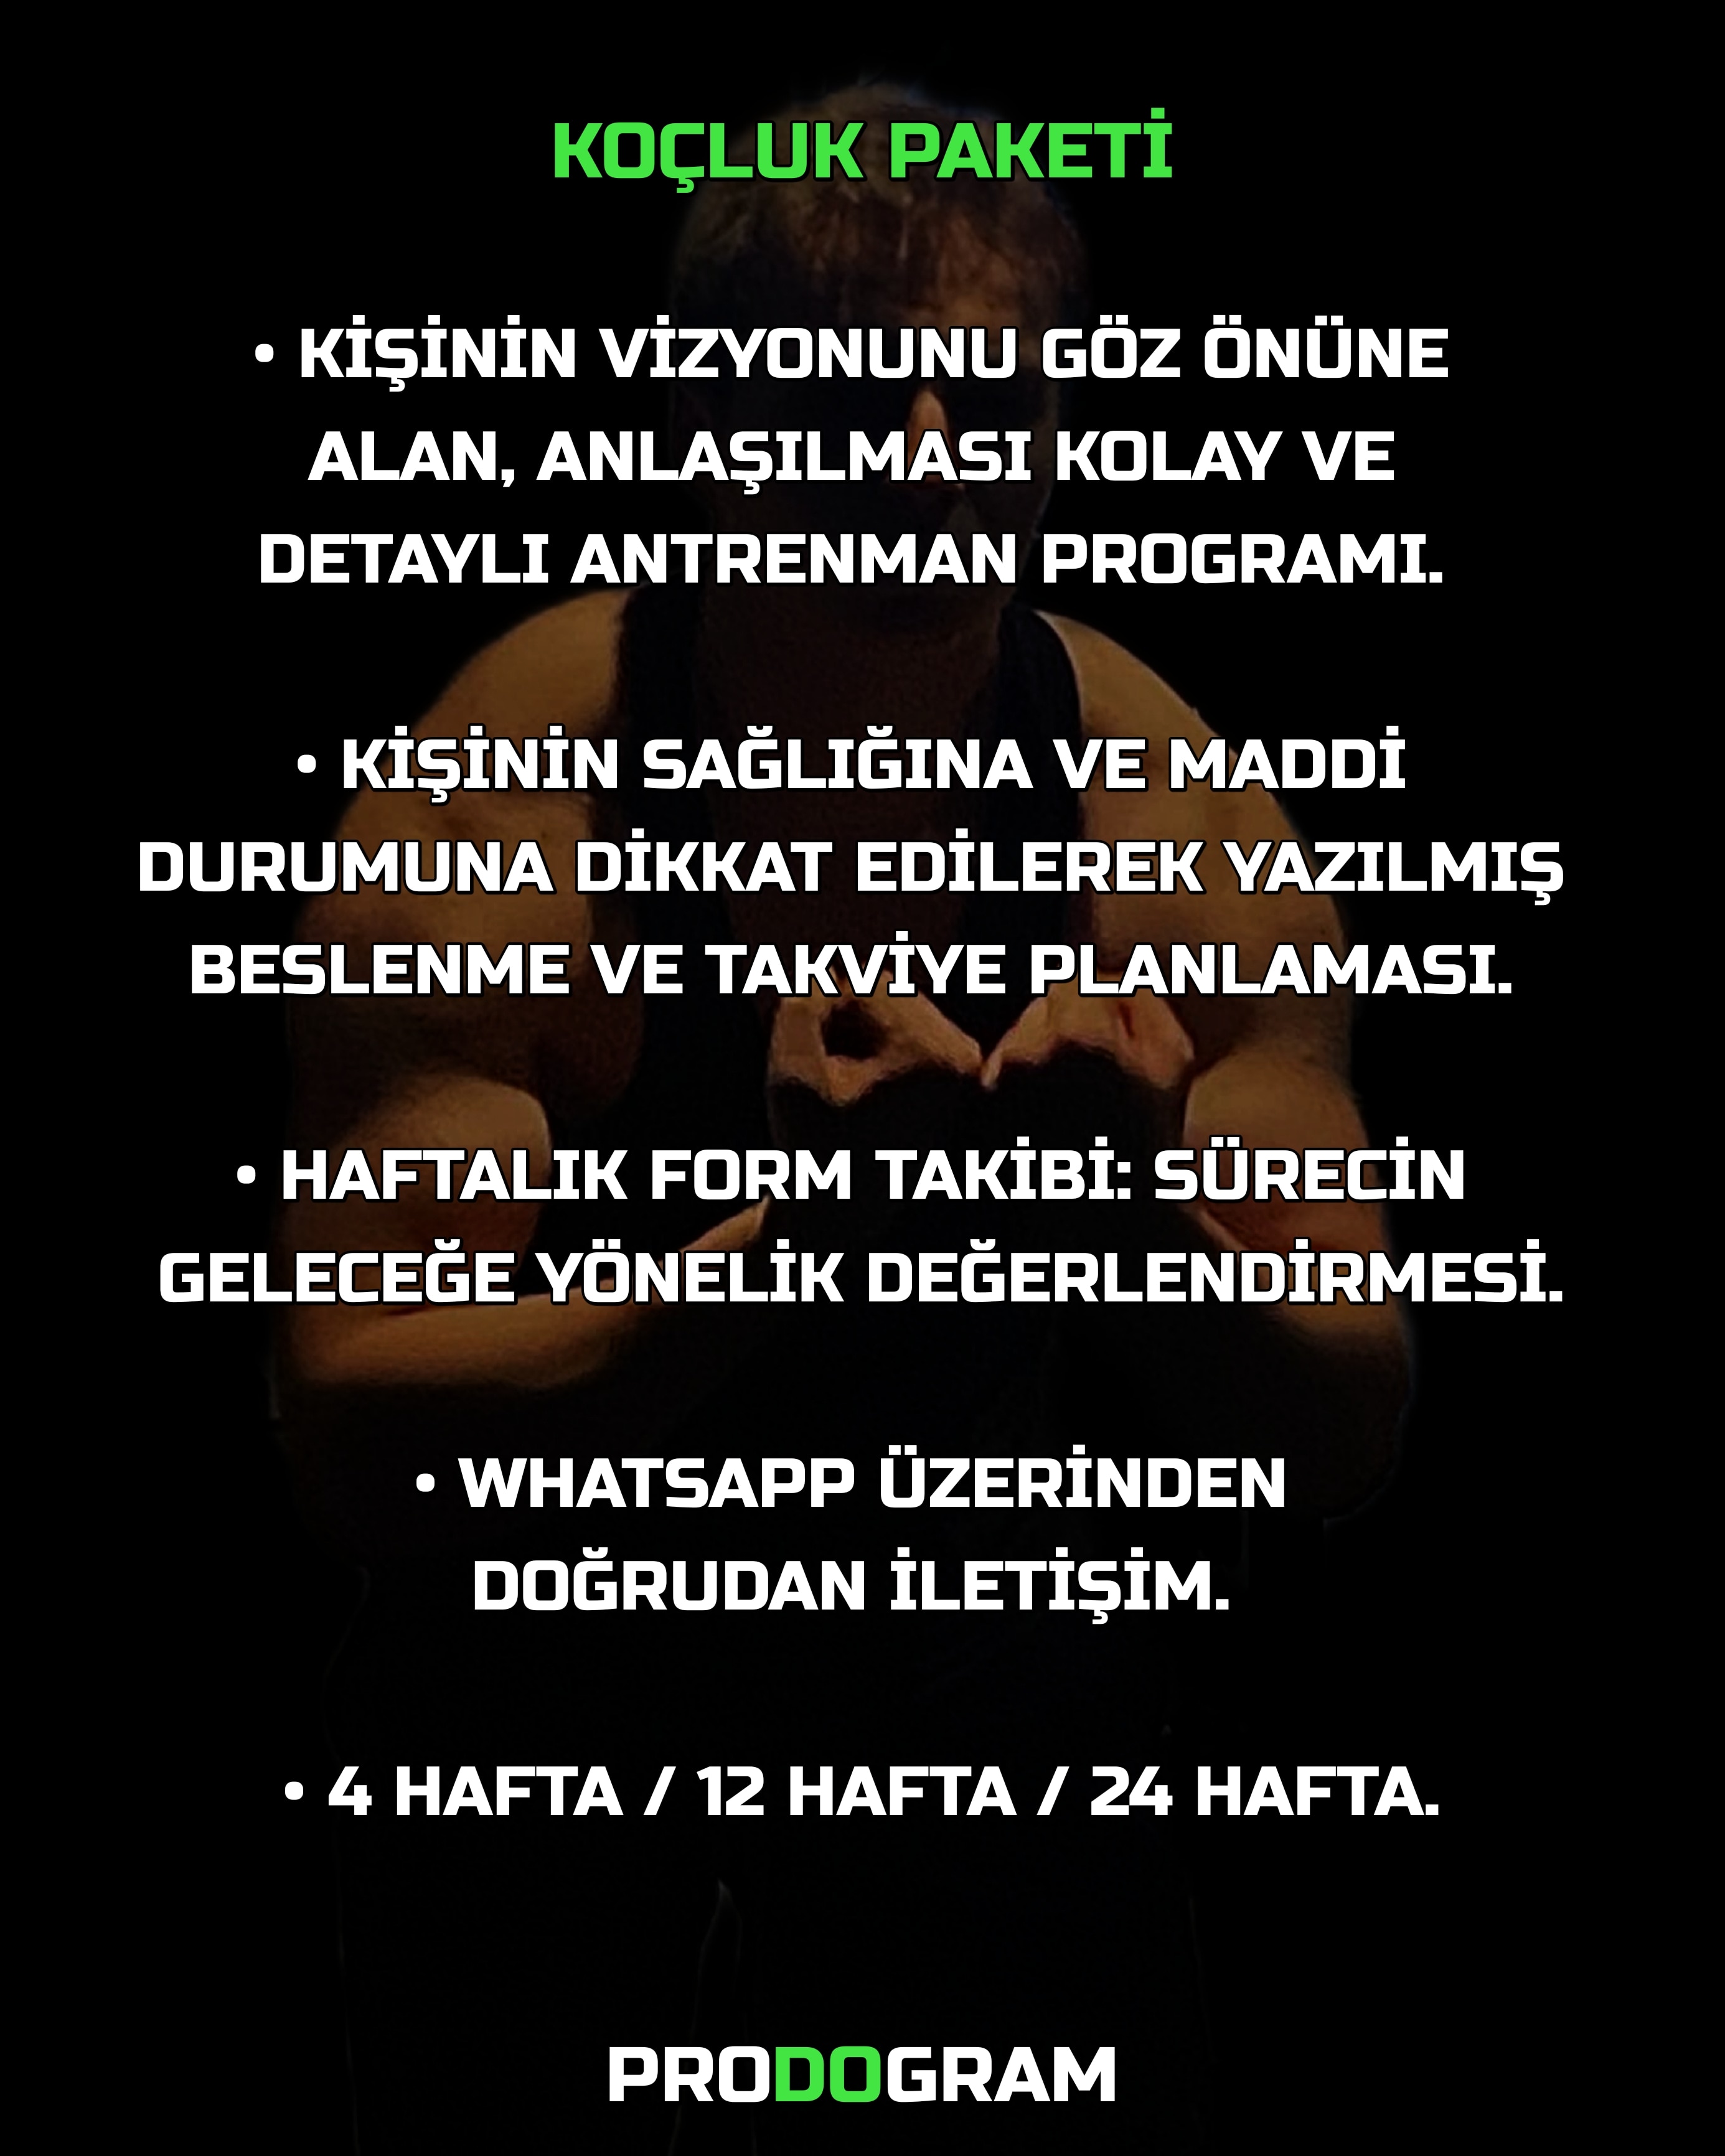 KOÇLUK PAKETİ
• KİŞİNİN VİZYONUNU GÖZ ÖNÜNE
ALAN, ANLAŞILMASI KOLAY VE
DETAYLI ANTRENMAN PROGRAMI.
• KİŞİNİN SAĞLIĞINA VE MADDİ
DURUMUNA DİKKAT EDİLEREK YAZILMIŞ
BESLENME VE TAKVİYE PLANLAMASI.
• HAFTALIK FORM TAKİBİ: SÜRECİN
GELECEĞE YÖNELİK DEĞERLENDİRMESİ.
• WHATSAPP ÜZERİNDEN
DOĞRUDAN İLETİŞİM.
• 4 HAFTA / 12 HAFTA / 24 HAFTA.
PRODOGRAM